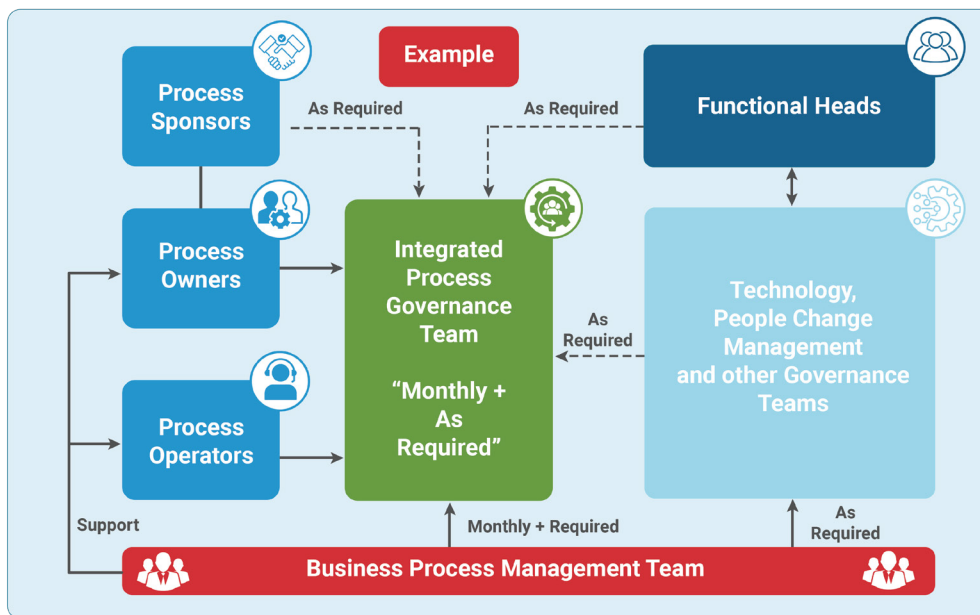 Example
Process
Sponsors
As Required
As Required
Functional Heads
Process
Owners
Integrated
Process
Governance
Team
“Monthly +
As
Required”
As
Required
Technology,
People Change
Management
and other Governance
Teams
Process
Operators
Support
Monthly + Required
As
Required
Business Process Management Team